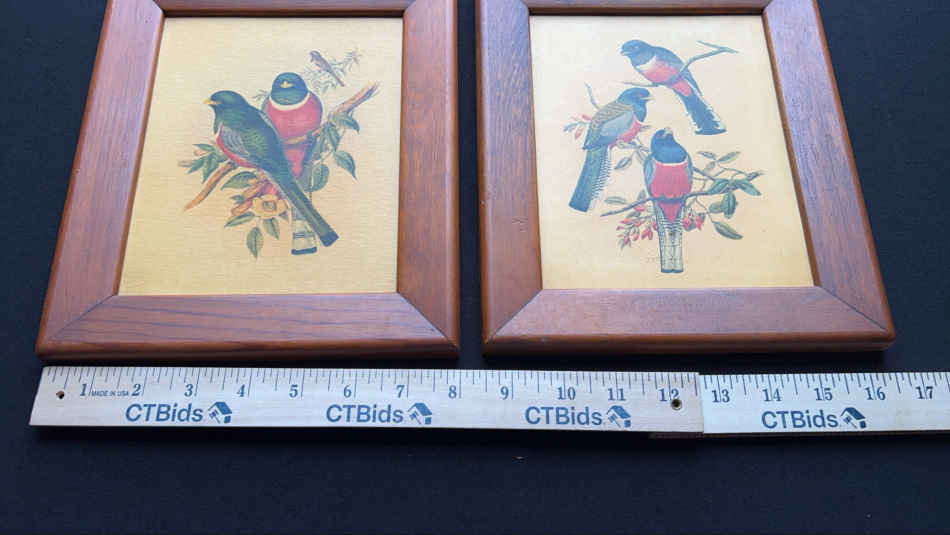 1 MADE IN USA 2 3 4 5 6 7 8 9 10 11 12 13 14 15 16 17
CTBids CTBids CTBids CTBids